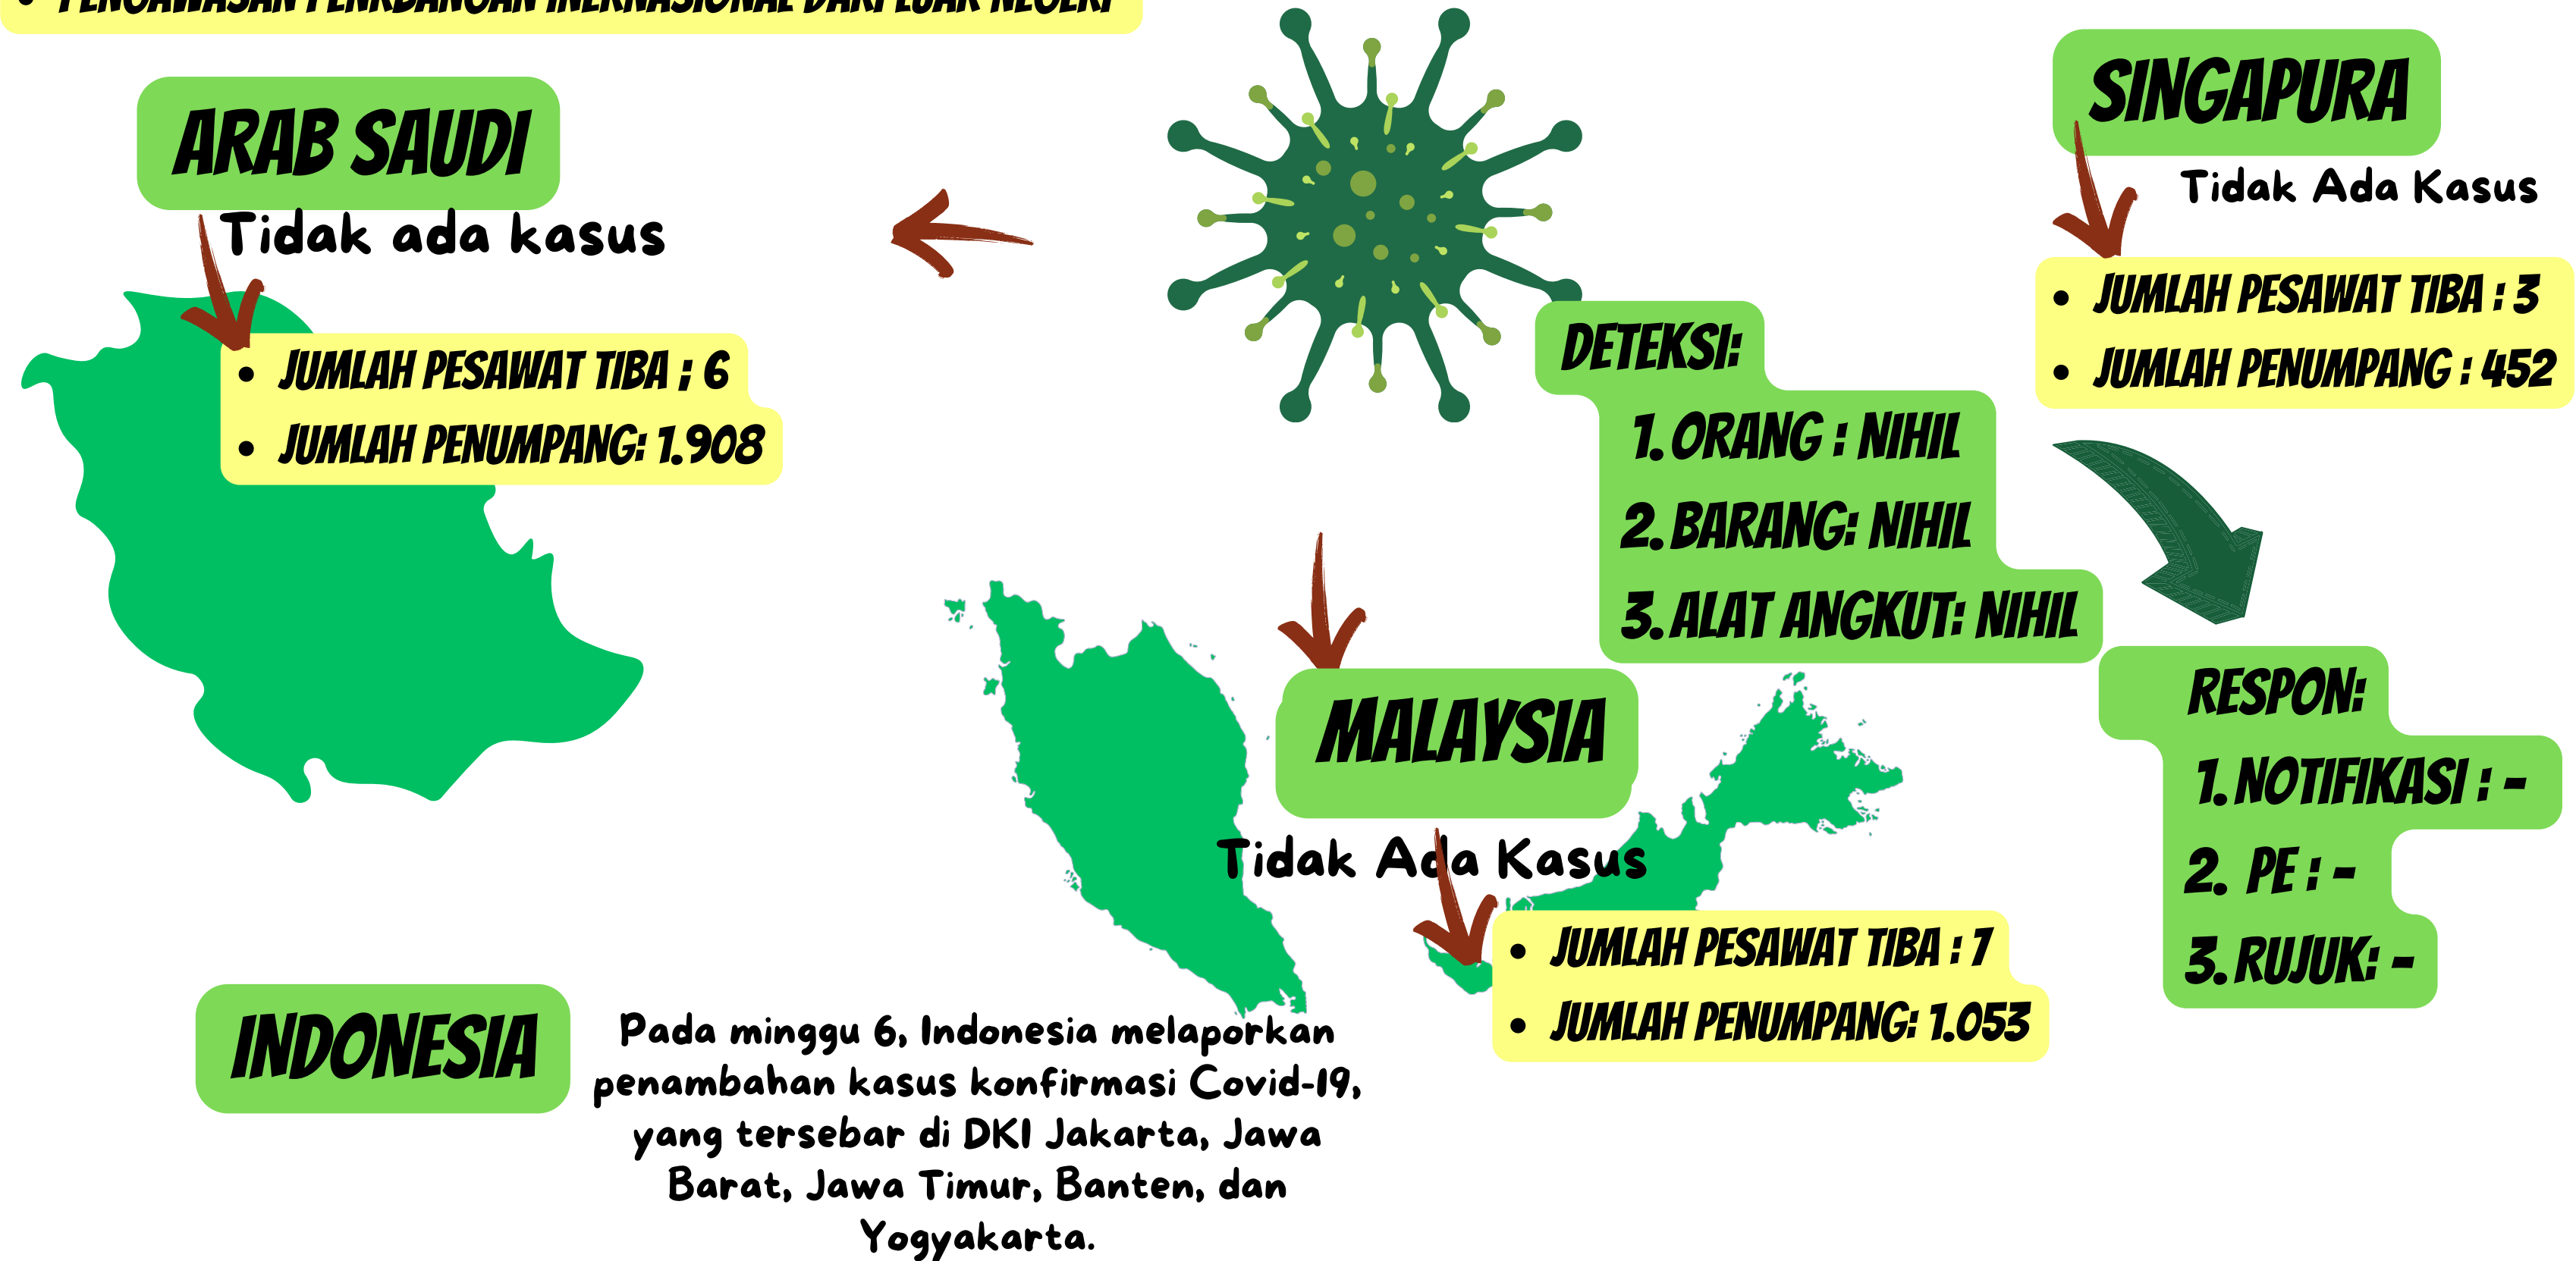 ARAB SAUDI
Tidak ada kasus
• JUMLAH PESAWAT TIBA ; 6
• JUMLAH PENUMPANG: 1.908
SINGAPURA
Tidak Ada Kasus
• JUMLAH PESAWAT TIBA : 3
• JUMLAH PENUMPANG : 452
DETEKSI:
1. ORANG : NIHIL
2. BARANG: NIHIL
3. ALAT ANGKUT: NIHIL
RESPON:
1. NOTIFIKASI : -
2. PE : -
3. RUJUK: -
MALAYSIA
Tidak Ada Kasus
• JUMLAH PESAWAT TIBA : 7
• JUMLAH PENUMPANG: 1.053
INDONESIA
Pada minggu 6, Indonesia melaporkan
penambahan kasus konfirmasi Covid-19,
yang tersebar di DKI Jakarta, Jawa
Barat, Jawa Timur, Banten, dan
Yogyakarta.